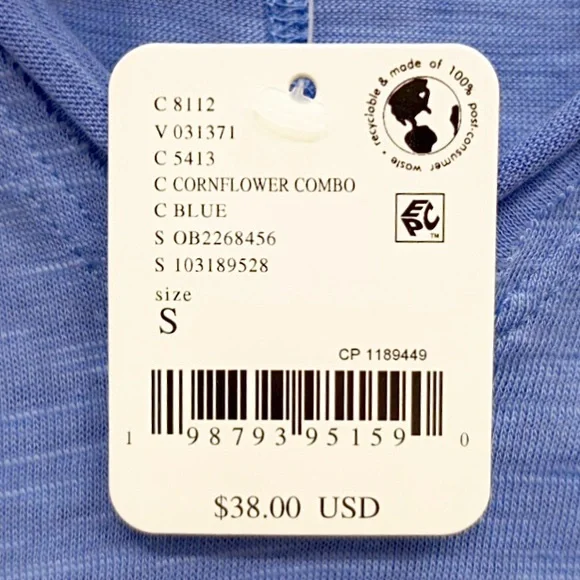 recyclable & made of 100% post-consumer waste •
C 8112
V 031371
C 5413
C CORNFLOWER COMBO
C BLUE
S OB2268456
S 103189528
size
S
EPC™
CP 1189449
1 98793 95159 0
$38.00 USD